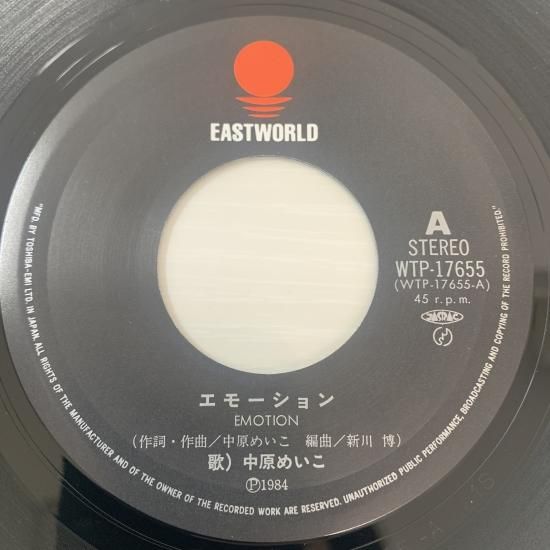 EASTWORLD
A
STEREO
WTP-17655
(WTP-17655-A)
45 r.p.m.
JASRAC
エモーション
EMOTION
(作詞・作曲/中原めいこ 編曲/新川 博)
歌) 中原めいこ
Ⓟ1984
"MF'D. BY TOSHIBA-EMI LTD. IN JAPAN. ALL RIGHTS OF THE MANUFACTURER AND OF THE OWNER OF THE RECORDED WORK ARE RESERVED. UNAUTHORIZED PUBLIC PERFORMANCE, BROADCASTING AND COPYING OF THE RECORD PROHIBITED."